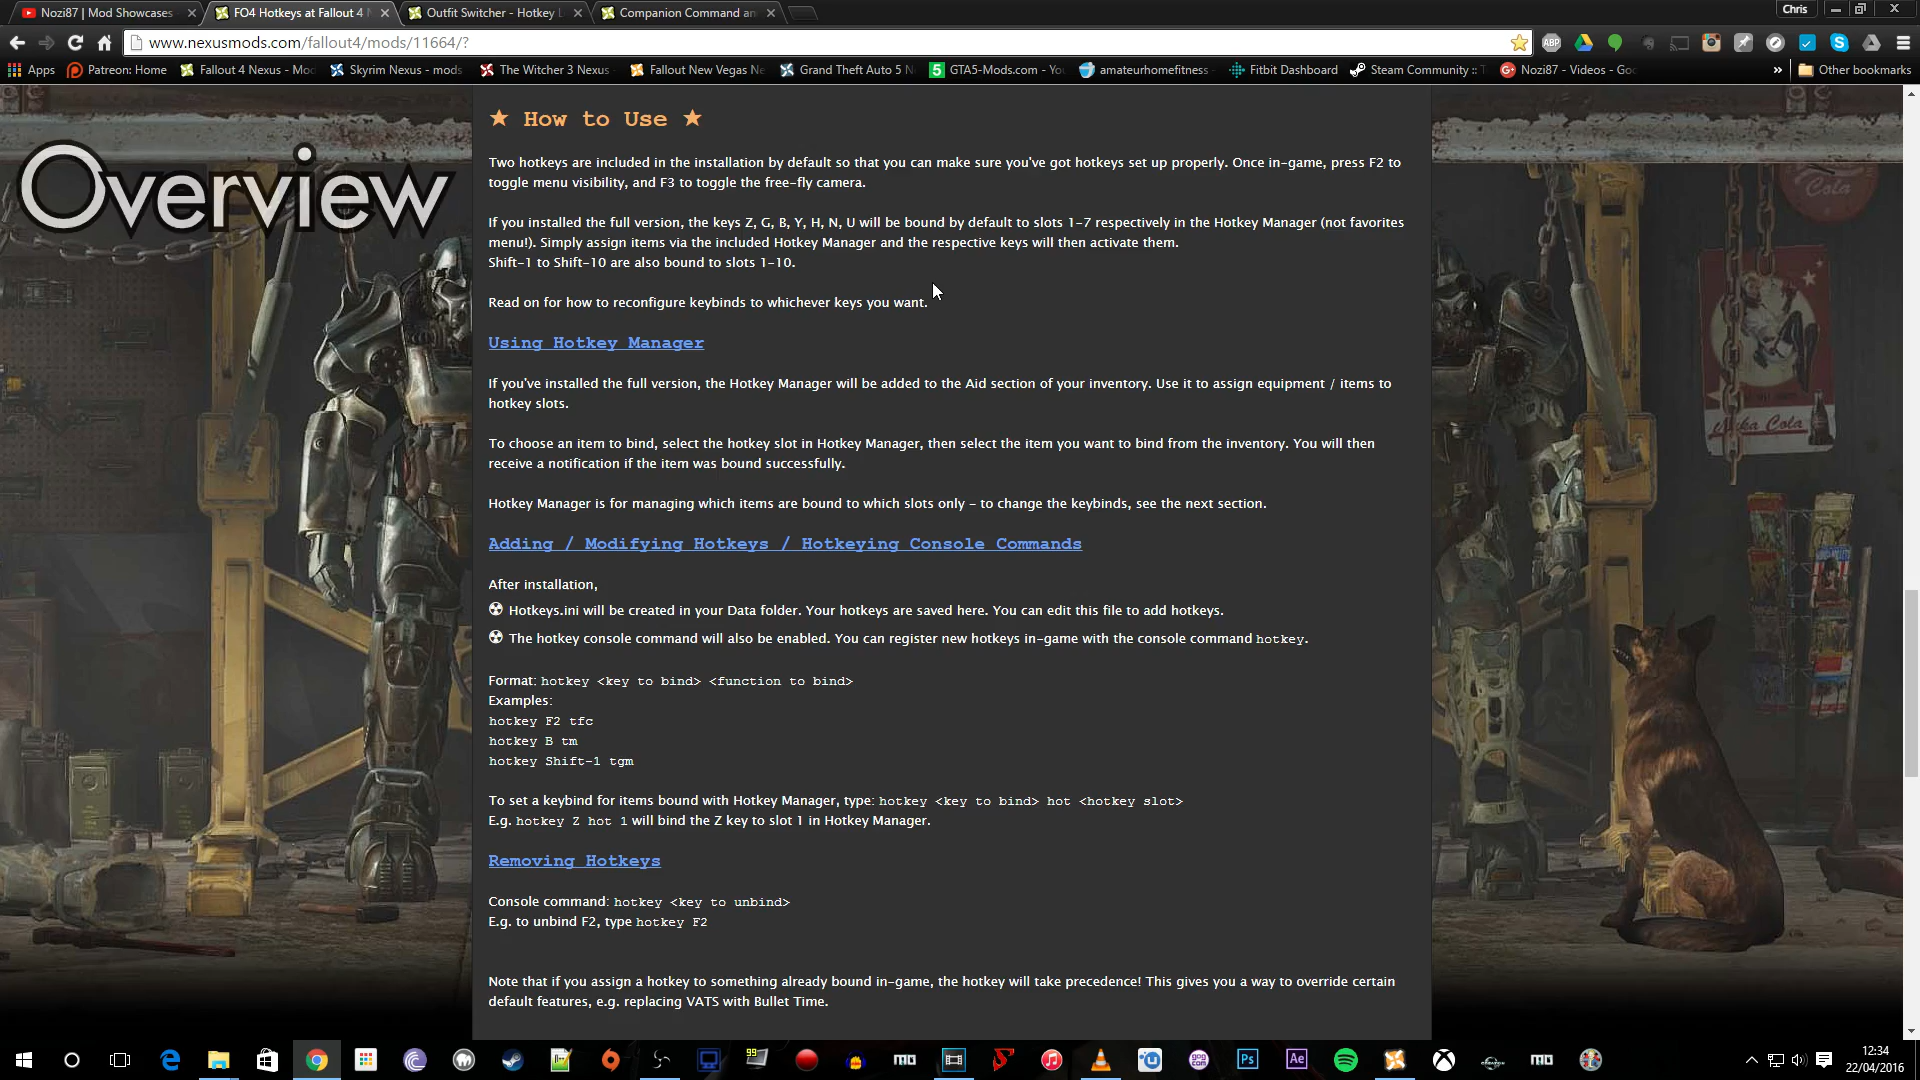 Nozi87 | Mod Showcases
FO4 Hotkeys at Fallout 4
Outfit Switcher - Hotkey
Companion Command an
Chris
www.nexusmods.com/fallout4/mods/11664/?
Apps
Patreon: Home
Fallout 4 Nexus - Mod
Skyrim Nexus - mods
The Witcher 3 Nexus
Fallout New Vegas Ne
Grand Theft Auto 5 N
GTA5-Mods.com - Yo
amateurhomefitness
Fitbit Dashboard
Steam Community ::
Nozi87 - Videos - Goo
»
Other bookmarks
Overview
★ How to Use ★
Two hotkeys are included in the installation by default so that you can make sure you've got hotkeys set up properly. Once in-game, press F2 to
toggle menu visibility, and F3 to toggle the free-fly camera.
If you installed the full version, the keys Z, G, B, Y, H, N, U will be bound by default to slots 1-7 respectively in the Hotkey Manager (not favorites
menu!). Simply assign items via the included Hotkey Manager and the respective keys will then activate them.
Shift-1 to Shift-10 are also bound to slots 1-10.
Read on for how to reconfigure keybinds to whichever keys you want.
Using Hotkey Manager
If you've installed the full version, the Hotkey Manager will be added to the Aid section of your inventory. Use it to assign equipment / items to
hotkey slots.
To choose an item to bind, select the hotkey slot in Hotkey Manager, then select the item you want to bind from the inventory. You will then
receive a notification if the item was bound successfully.
Hotkey Manager is for managing which items are bound to which slots only - to change the keybinds, see the next section.
Adding / Modifying Hotkeys / Hotkeying Console Commands
After installation,
Hotkeys.ini will be created in your Data folder. Your hotkeys are saved here. You can edit this file to add hotkeys.
The hotkey console command will also be enabled. You can register new hotkeys in-game with the console command hotkey.
Format: hotkey <key to bind> <function to bind>
Examples:
hotkey F2 tfc
hotkey B tm
hotkey Shift-1 tgm
To set a keybind for items bound with Hotkey Manager, type: hotkey <key to bind> hot <hotkey slot>
E.g. hotkey Z hot 1 will bind the Z key to slot 1 in Hotkey Manager.
Removing Hotkeys
Console command: hotkey <key to unbind>
E.g. to unbind F2, type hotkey F2
Note that if you assign a hotkey to something already bound in-game, the hotkey will take precedence! This gives you a way to override certain
default features, e.g. replacing VATS with Bullet Time.
12:34
22/04/2016